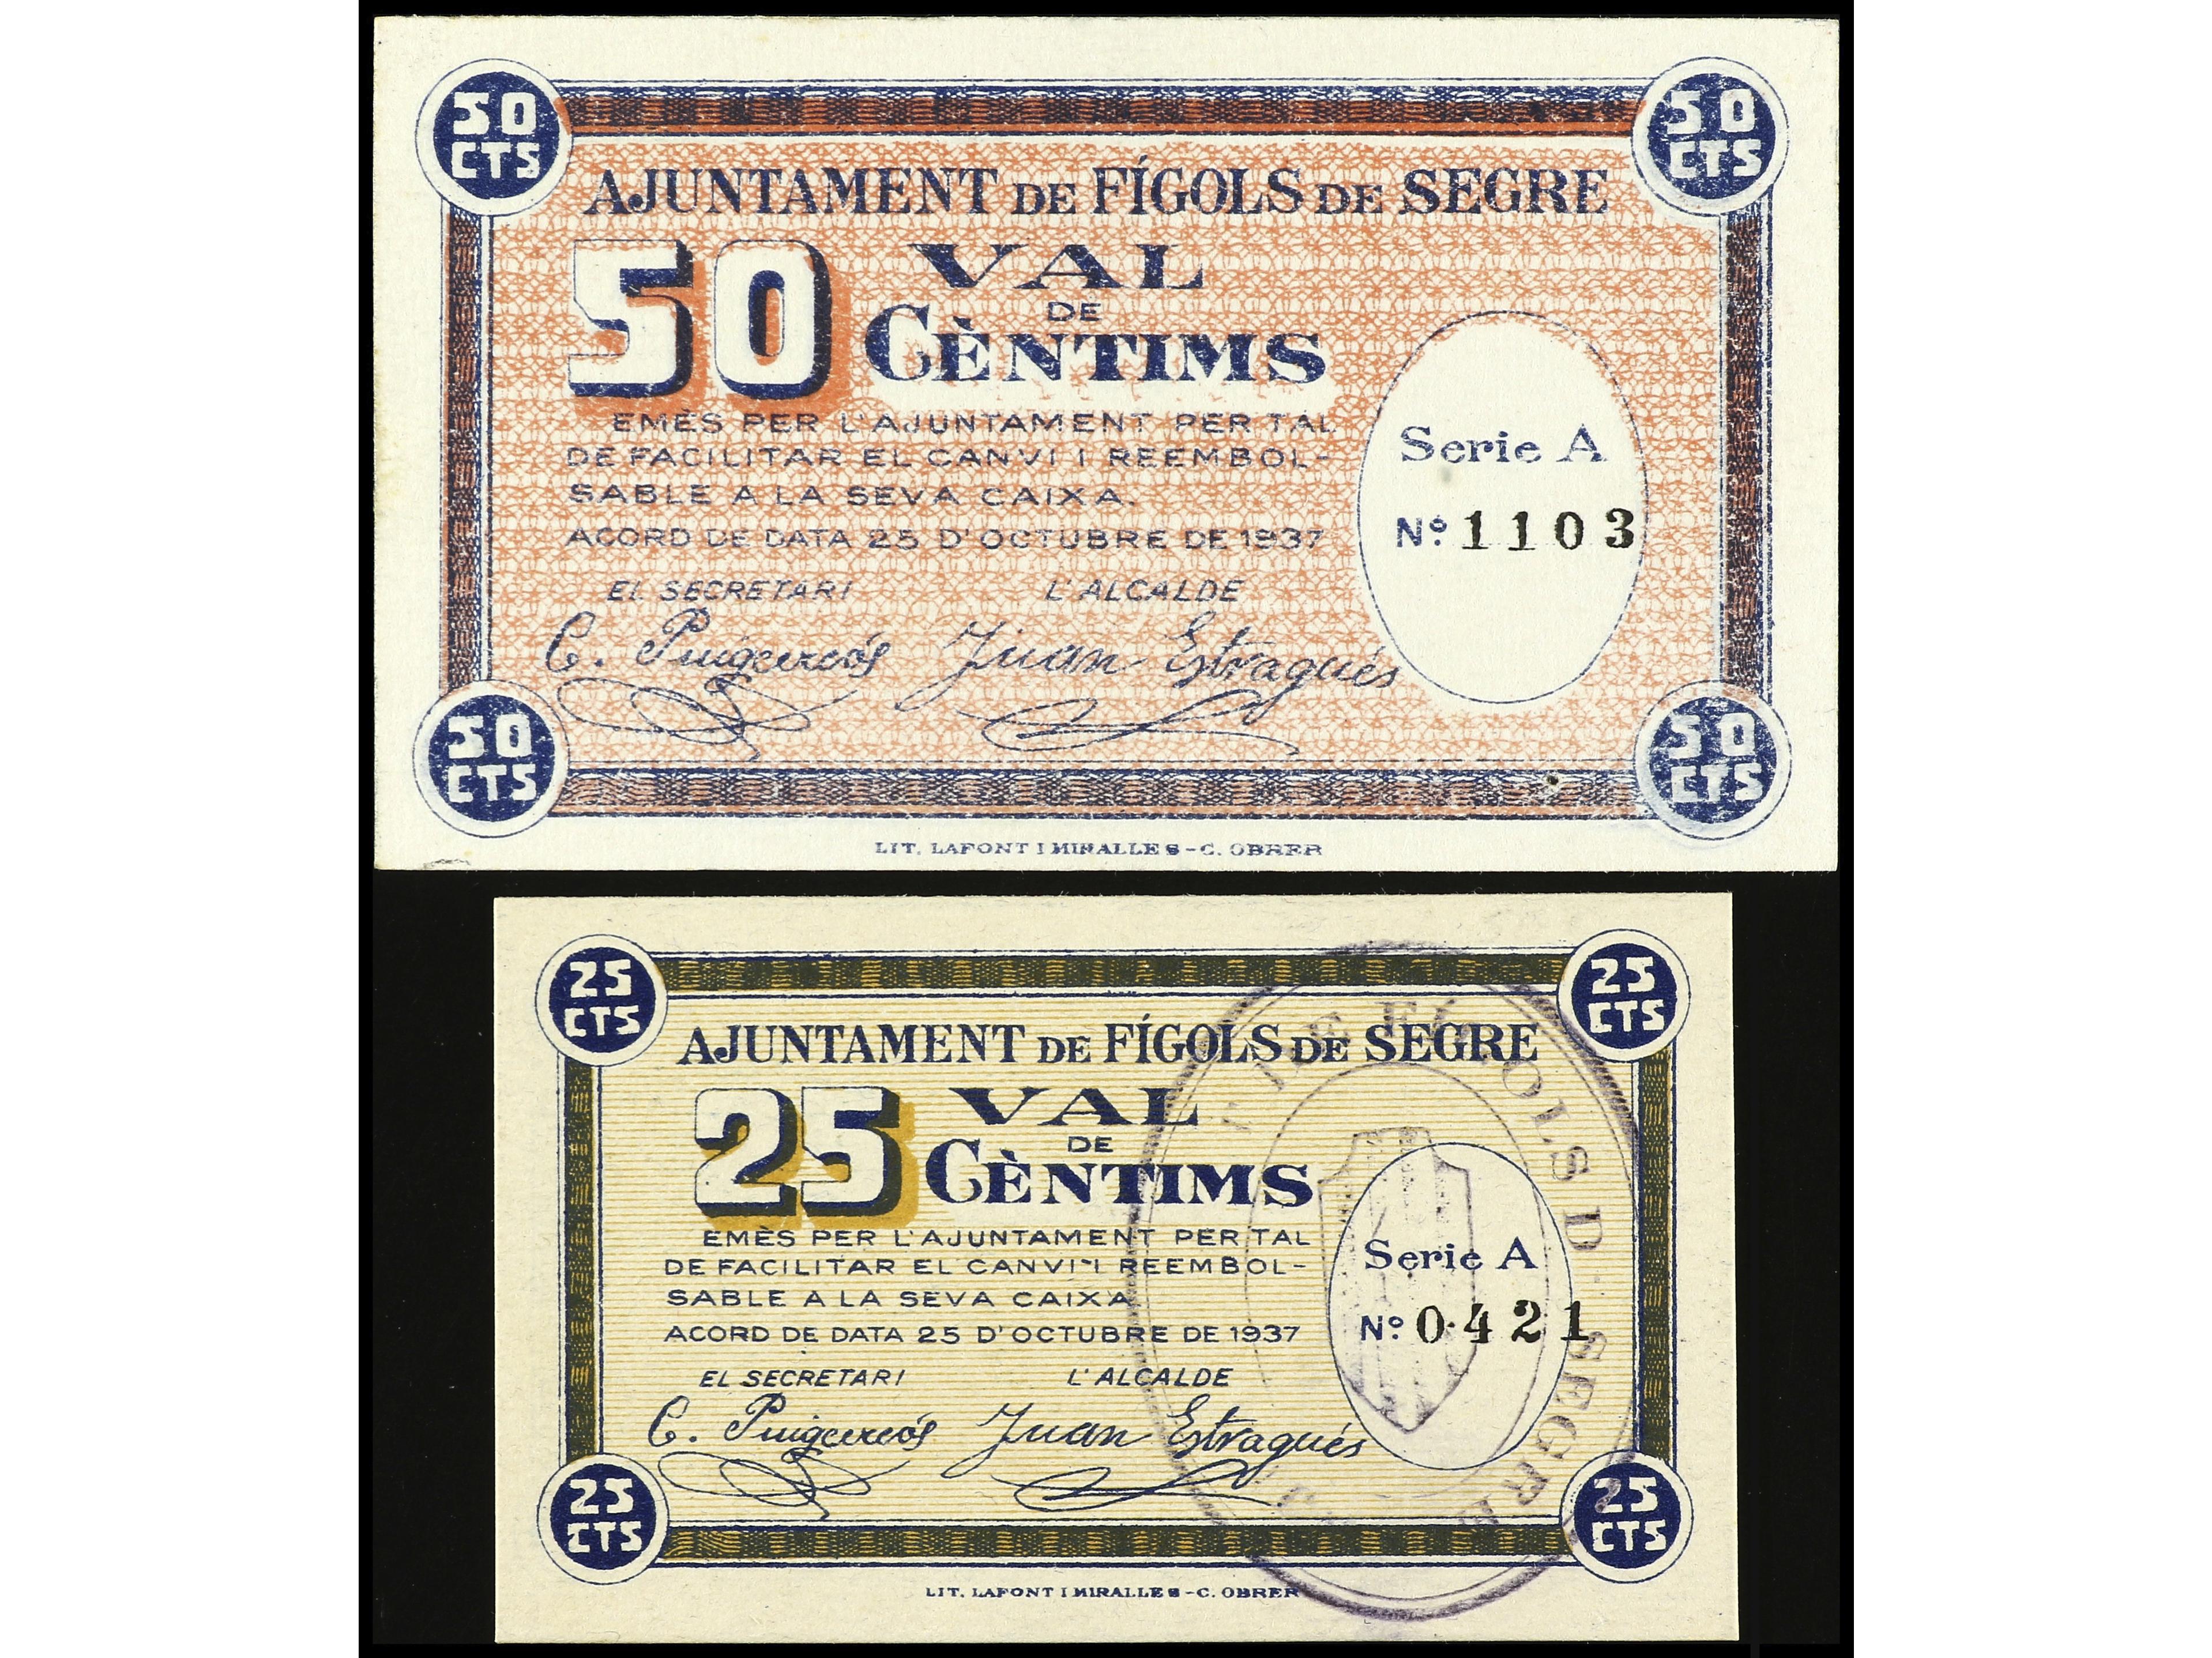 50 CTS
50 CTS
AJUNTAMENT DE FÍGOLS DE SEGRE
50 VAL
DE
CÈNTIMS
EMÈS PER L'AJUNTAMENT PER TAL
DE FACILITAR EL CANVI I REEMBOL-
SABLE A LA SEVA CAIXA.
ACORD DE DATA 25 D'OCTUBRE DE 1937
Serie A
Nº 1103
EL SECRETARI L'ALCALDE
C. Puigcercós Juan Estragués
50 CTS
50 CTS
LIT. LAFONT I MIRALLES - C. OBRER
25 CTS
25 CTS
AJUNTAMENT DE FÍGOLS DE SEGRE
25 VAL
DE
CÈNTIMS
EMÈS PER L'AJUNTAMENT PER TAL
DE FACILITAR EL CANVI I REEMBOL-
SABLE A LA SEVA CAIXA
ACORD DE DATA 25 D'OCTUBRE DE 1937
Serie A
Nº 0421
EL SECRETARI L'ALCALDE
C. Puigcercós Juan Estragués
DE FIGOLS D. SEGRE
25 CTS
25 CTS
LIT. LAFONT I MIRALLES - C. OBRER